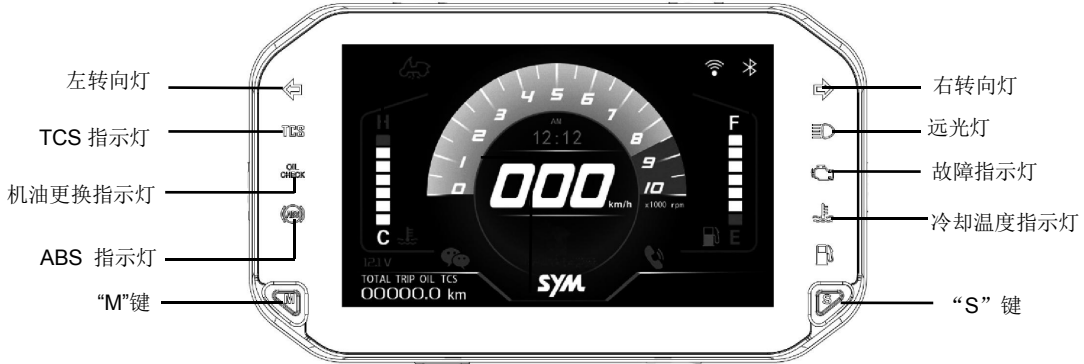 左转向灯
TCS 指示灯
机油更换指示灯
ABS 指示灯
“M”键
TCS
OIL
CHECK
ABS
M
H
C
12.1 V
TOTAL TRIP OIL TCS
00000.0 km
0
1
2
3
4
5
6
7
8
9
10
AM
12:12
000
km/h
x1000 rpm
SYM
F
E
S
右转向灯
远光灯
故障指示灯
冷却温度指示灯
“S”键